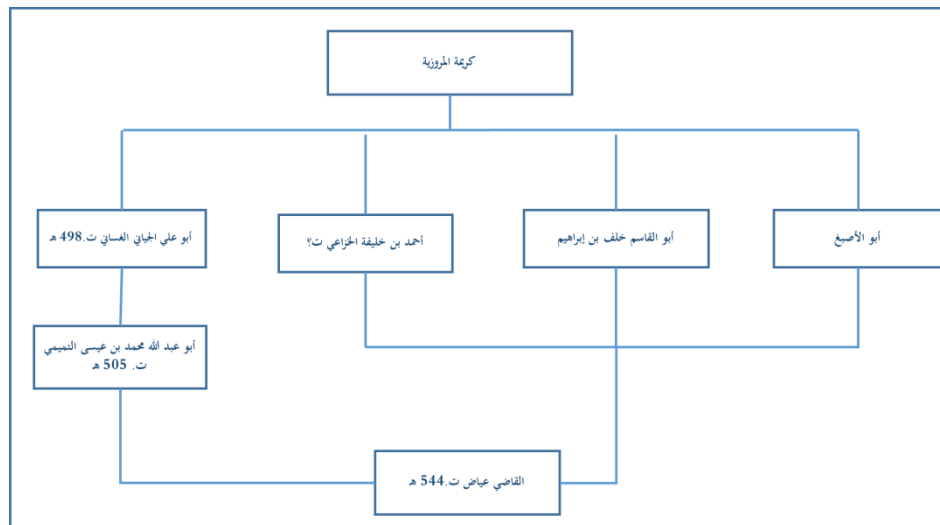 كريمة المروزية
أبو الأصبغ
أبو القاسم خلف بن إبراهيم
أحمد بن خليفة الخزاعي ت؟
أبو علي الجياني الغساني ت.498 هـ
أبو عبد الله محمد بن عيسى التميمي
ت. 505 هـ
القاضي عياض ت.544 هـ